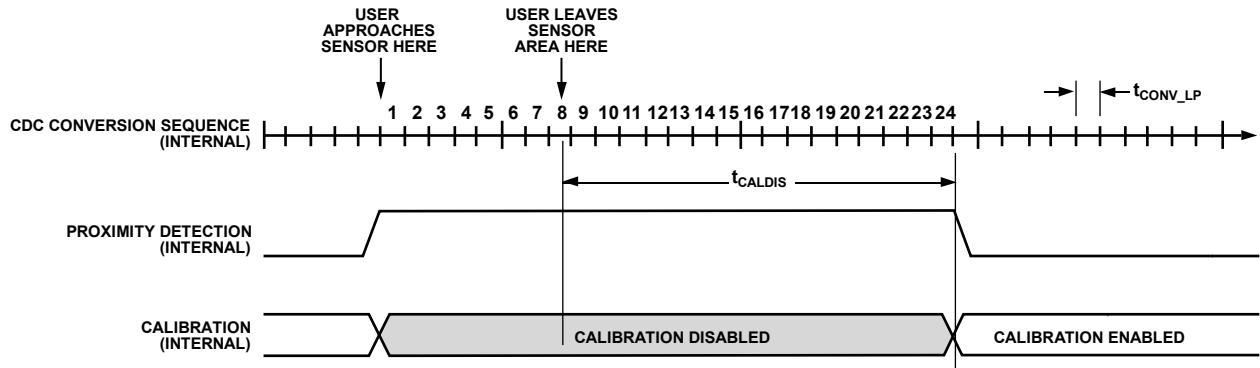 USER
APPROACHES
SENSOR HERE
USER LEAVES
SENSOR
AREA HERE
tCONV_LP
1 2 3 4 5 6 7 8 9 10 11 12 13 14 15 16 17 18 19 20 21 22 23 24
CDC CONVERSION SEQUENCE
(INTERNAL)
tCALDIS
PROXIMITY DETECTION
(INTERNAL)
CALIBRATION
(INTERNAL)
CALIBRATION DISABLED
CALIBRATION ENABLED